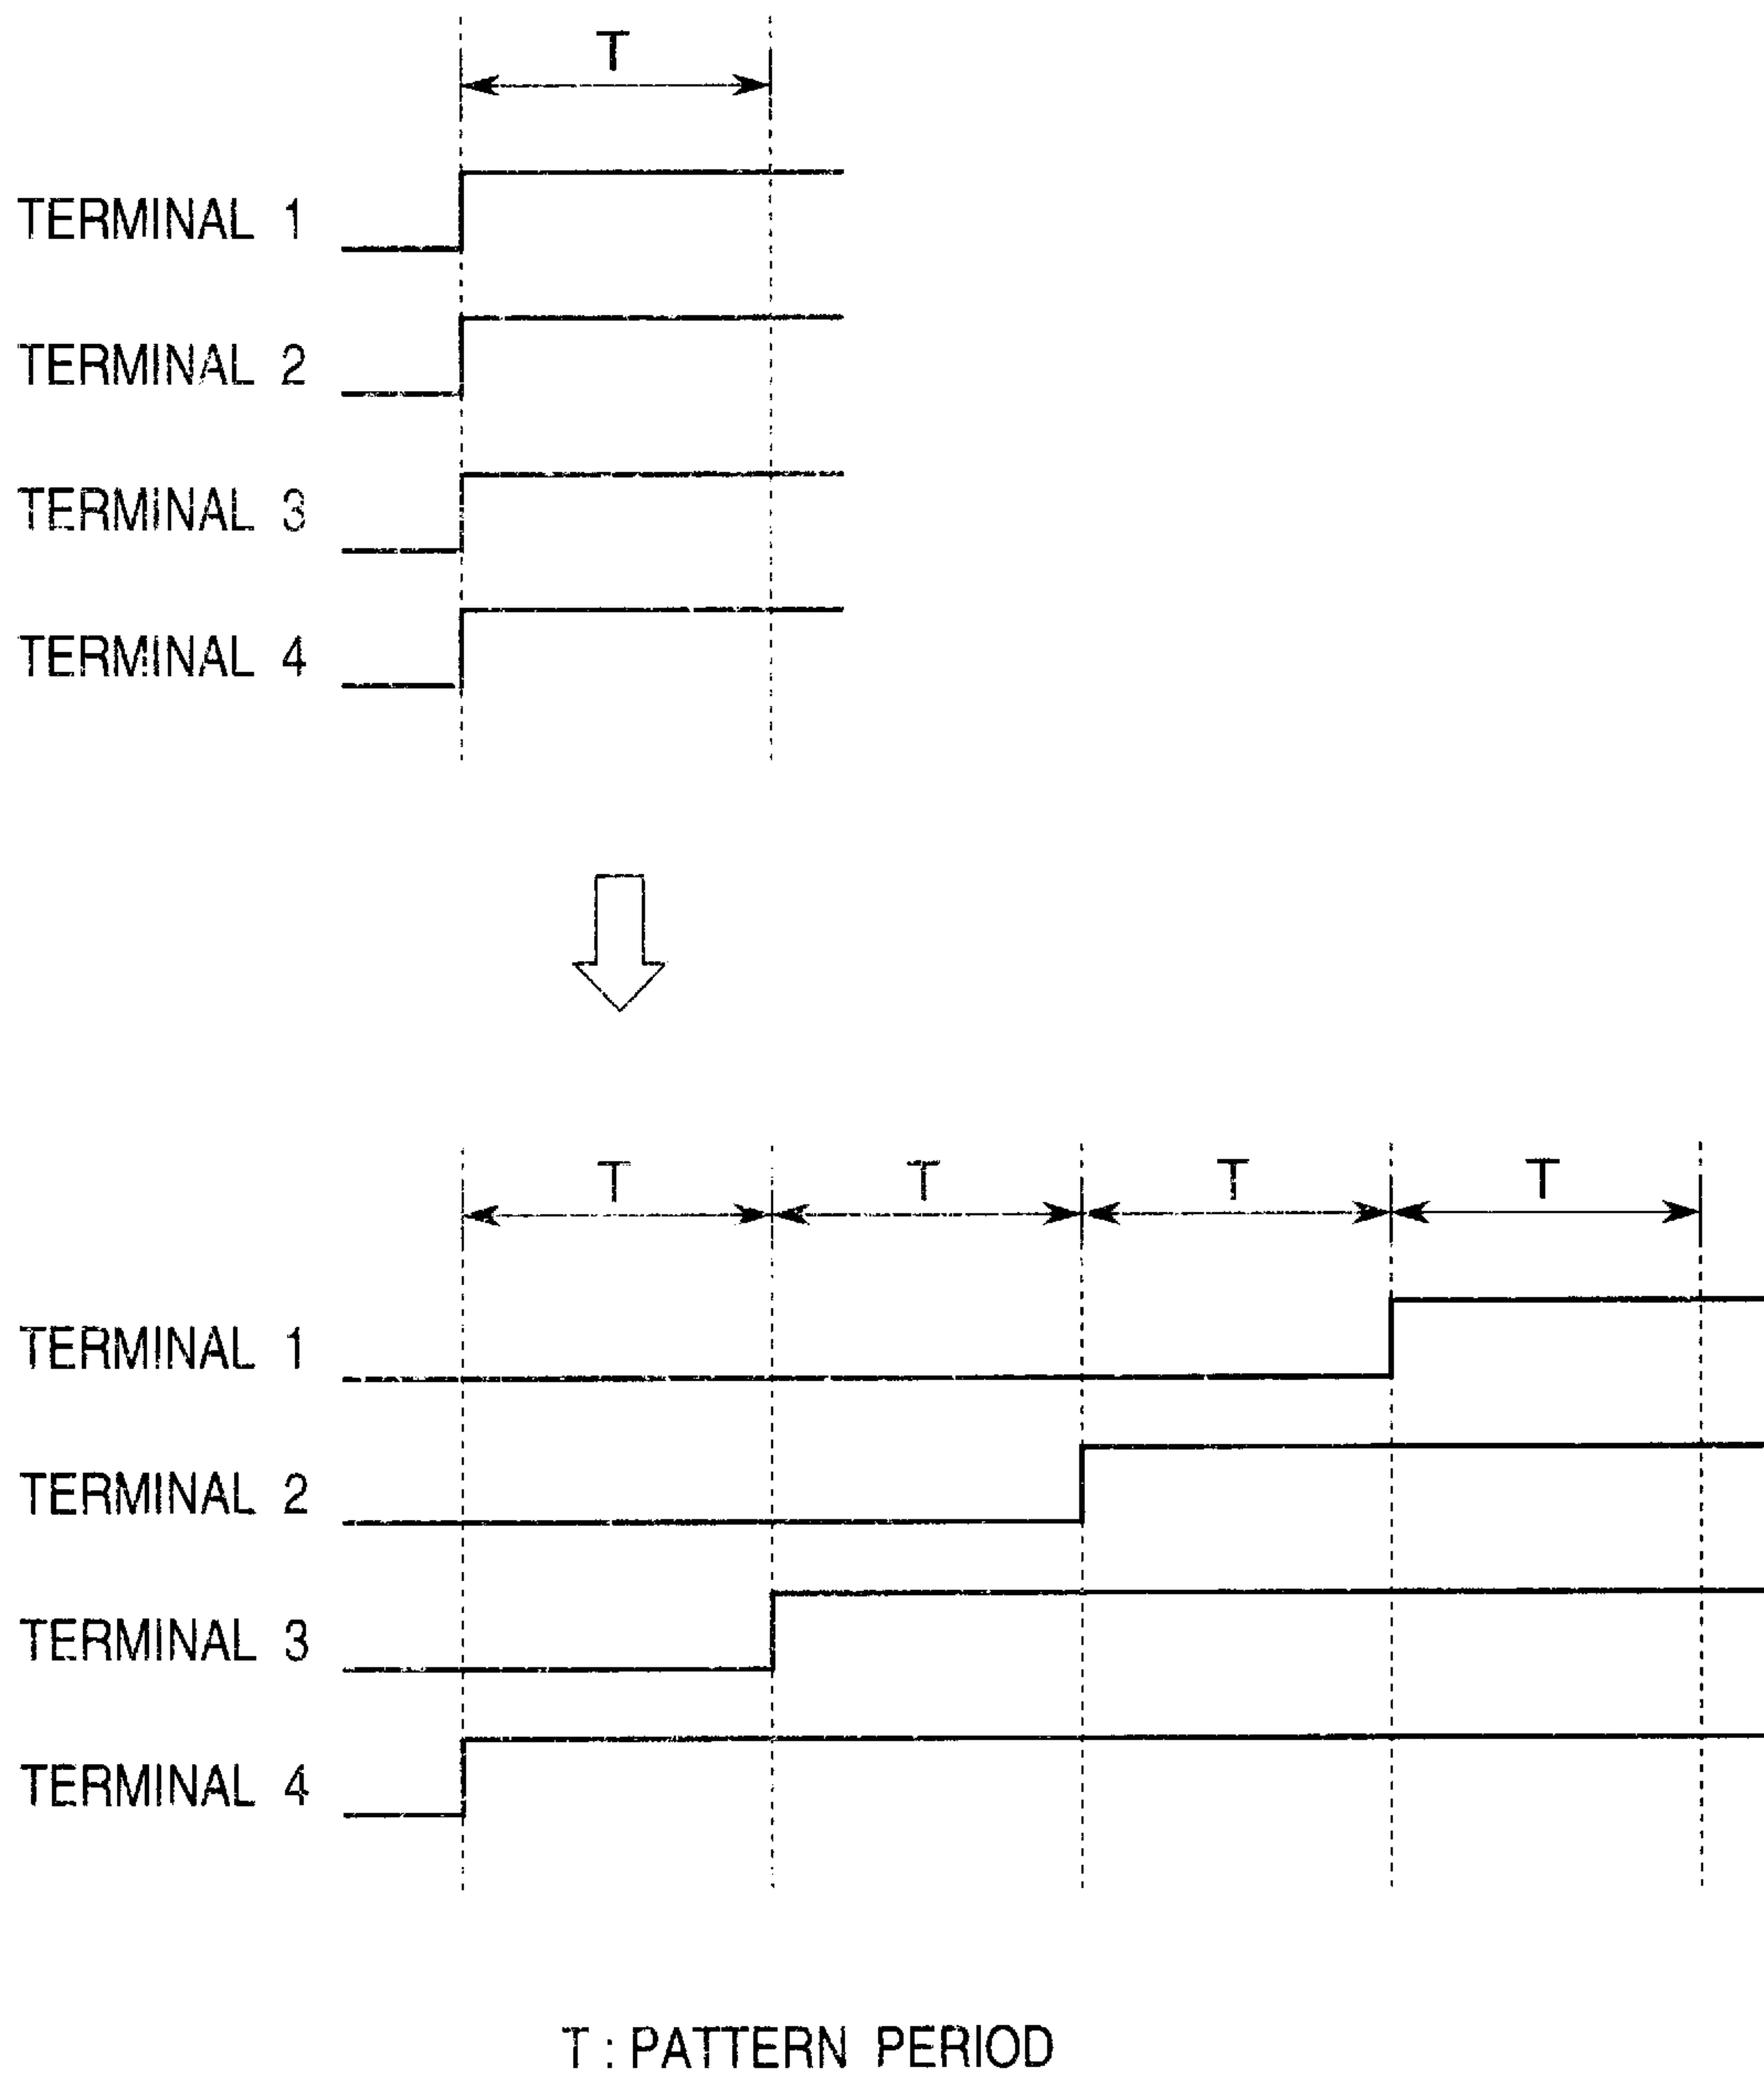 T
TERMINAL 1
TERMINAL 2
TERMINAL 3
TERMINAL 4
T T T T
TERMINAL 1
TERMINAL 2
TERMINAL 3
TERMINAL 4
T : PATTERN PERIOD